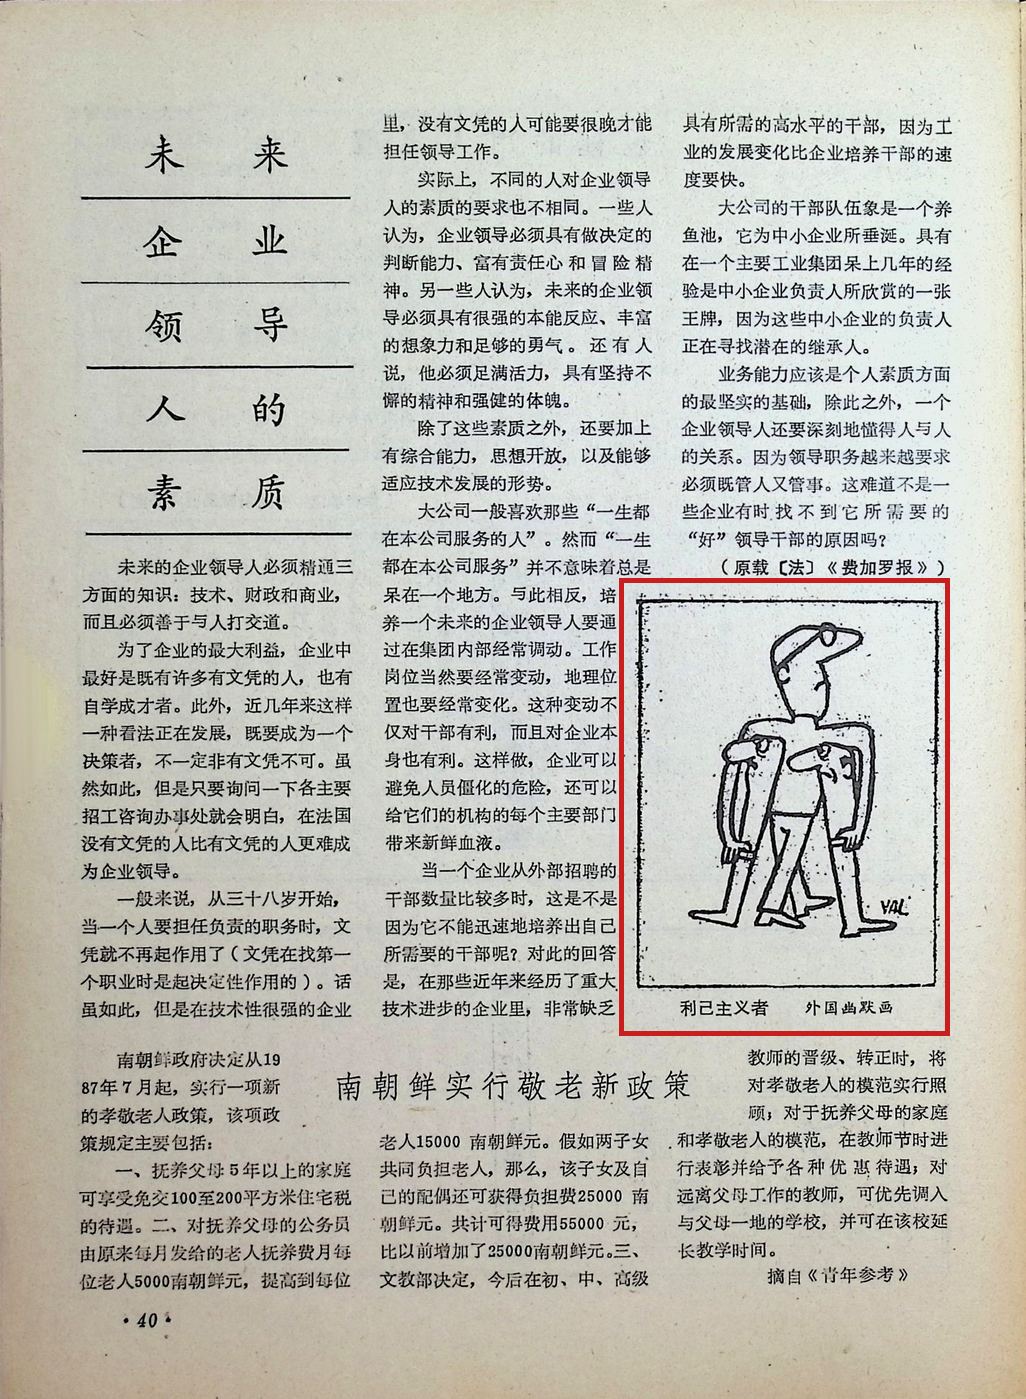 未来
企业
领导
人的
素质
未来的企业领导人必须精通三
方面的知识：技术、财政和商业，
而且必须善于与人打交道。
为了企业的最大利益，企业中
最好是既有许多有文凭的人，也有
自学成才者。此外，近几年来这样
一种看法正在发展，既要成为一个
决策者，不一定非有文凭不可。虽
然如此，但是只要询问一下各主要
招工咨询办事处就会明白，在法国
没有文凭的人比有文凭的人更难成
为企业领导。
一般来说，从三十八岁开始，
当一个人要担任负责的职务时，文
凭就不再起作用了（文凭在找第一
个职业时是起决定性作用的）。话
虽如此，但是在技术性很强的企业
里，没有文凭的人可能要很晚才能
担任领导工作。
实际上，不同的人对企业领导
人的素质的要求也不相同。一些人
认为，企业领导必须具有做决定的
判断能力、富有责任心和冒险精
神。另一些人认为，未来的企业领
导必须具有很强的本能反应、丰富
的想象力和足够的勇气。还有人
说，他必须足满活力，具有坚持不
懈的精神和强健的体魄。
除了这些素质之外，还要加上
有综合能力，思想开放，以及能够
适应技术发展的形势。
大公司一般喜欢那些“一生都
在本公司服务的人”。然而“一生
都在本公司服务”并不意味着总是
呆在一个地方。与此相反，培
养一个未来的企业领导人要通
过在集团内部经常调动。工作
岗位当然要经常变动，地理位
置也要经常变化。这种变动不
仅对干部有利，而且对企业本
身也有利。这样做，企业可以
避免人员僵化的危险，还可以
给它们的机构的每个主要部门
带来新鲜血液。
当一个企业从外部招聘的
干部数量比较多时，这是不是
因为它不能迅速地培养出自己
所需要的干部呢？对此的回答
是，在那些近年来经历了重大
技术进步的企业里，非常缺乏
具有所需的高水平的干部，因为工
业的发展变化比企业培养干部的速
度要快。
大公司的干部队伍象是一个养
鱼池，它为中小企业所垂涎。具有
在一个主要工业集团呆上几年的经
验是中小企业负责人所欣赏的一张
王牌，因为这些中小企业的负责人
正在寻找潜在的继承人。
业务能力应该是个人素质方面
的最坚实的基础，除此之外，一个
企业领导人还要深刻地懂得人与人
的关系。因为领导职务越来越要求
必须既管人又管事。这难道不是一
些企业有时找不到它所需要的
“好”领导干部的原因吗？
（原载〔法〕《费加罗报》）
VAL
利己主义者 外国幽默画
南朝鲜实行敬老新政策
南朝鲜政府决定从19
87年7月起，实行一项新
的孝敬老人政策，该项政
策规定主要包括：
一、抚养父母5年以上的家庭
可享受免交100至200平方米住宅税
的待遇。二、对抚养父母的公务员
由原来每月发给的老人抚养费月每
位老人5000南朝鲜元，提高到每位
老人15000 南朝鲜元。假如两子女
共同负担老人，那么，该子女及自
己的配偶还可获得负担费25000 南
朝鲜元。共计可得费用55000 元，
比以前增加了25000南朝鲜元。三、
文教部决定，今后在初、中、高级
教师的晋级、转正时，将
对孝敬老人的模范实行照
顾；对于抚养父母的家庭
和孝敬老人的模范，在教师节时进
行表彰并给予各种优惠待遇；对
远离父母工作的教师，可优先调入
与父母一地的学校，并可在该校延
长教学时间。
摘自《青年参考》
·40·